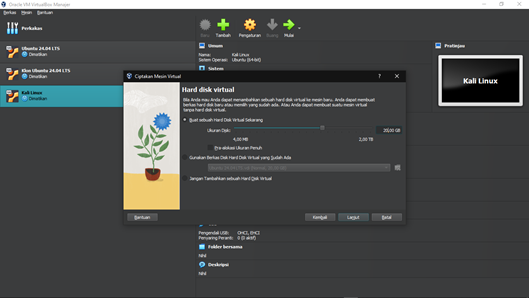 Oracle VM VirtualBox Manager
Berkas Mesin Bantuan
Perkakas
Baru Tambah Pengaturan Buang Mulai
Ubuntu 24.04 LTS
Dimatikan
Klon Ubuntu 24.04 LTS
Dimatikan
Kali Linux
Dimatikan
Umum
Nama: Kali Linux
Sistem Operasi: Ubuntu (64-bit)
Sistem
Pratinjau
Kali Linux
Ciptakan Mesin Virtual
Hard disk virtual
Bila Anda mau Anda dapat menambahkan sebuah hard disk virtual ke mesin baru. Anda dapat membuat
berkas hard disk baru atau memilih yang sudah ada. Atau Anda dapat membuat suatu mesin virtual
tanpa hard disk virtual.
Buat sebuah Hard Disk Virtual Sekarang
Ukuran Disk:
4,00 MB 2,00 TB
Pra-alokasi Ukuran Penuh
Gunakan Berkas Disk Hard Disk Virtual yang Sudah Ada
Jangan Tambahkan sebuah Hard Disk Virtual
Bantuan Kembali Lanjut Batal
Pengendali USB: OHCI, EHCI
Penyaring Peranti: 0 (0 aktif)
Folder bersama
Nihil
Deskripsi
Nihil